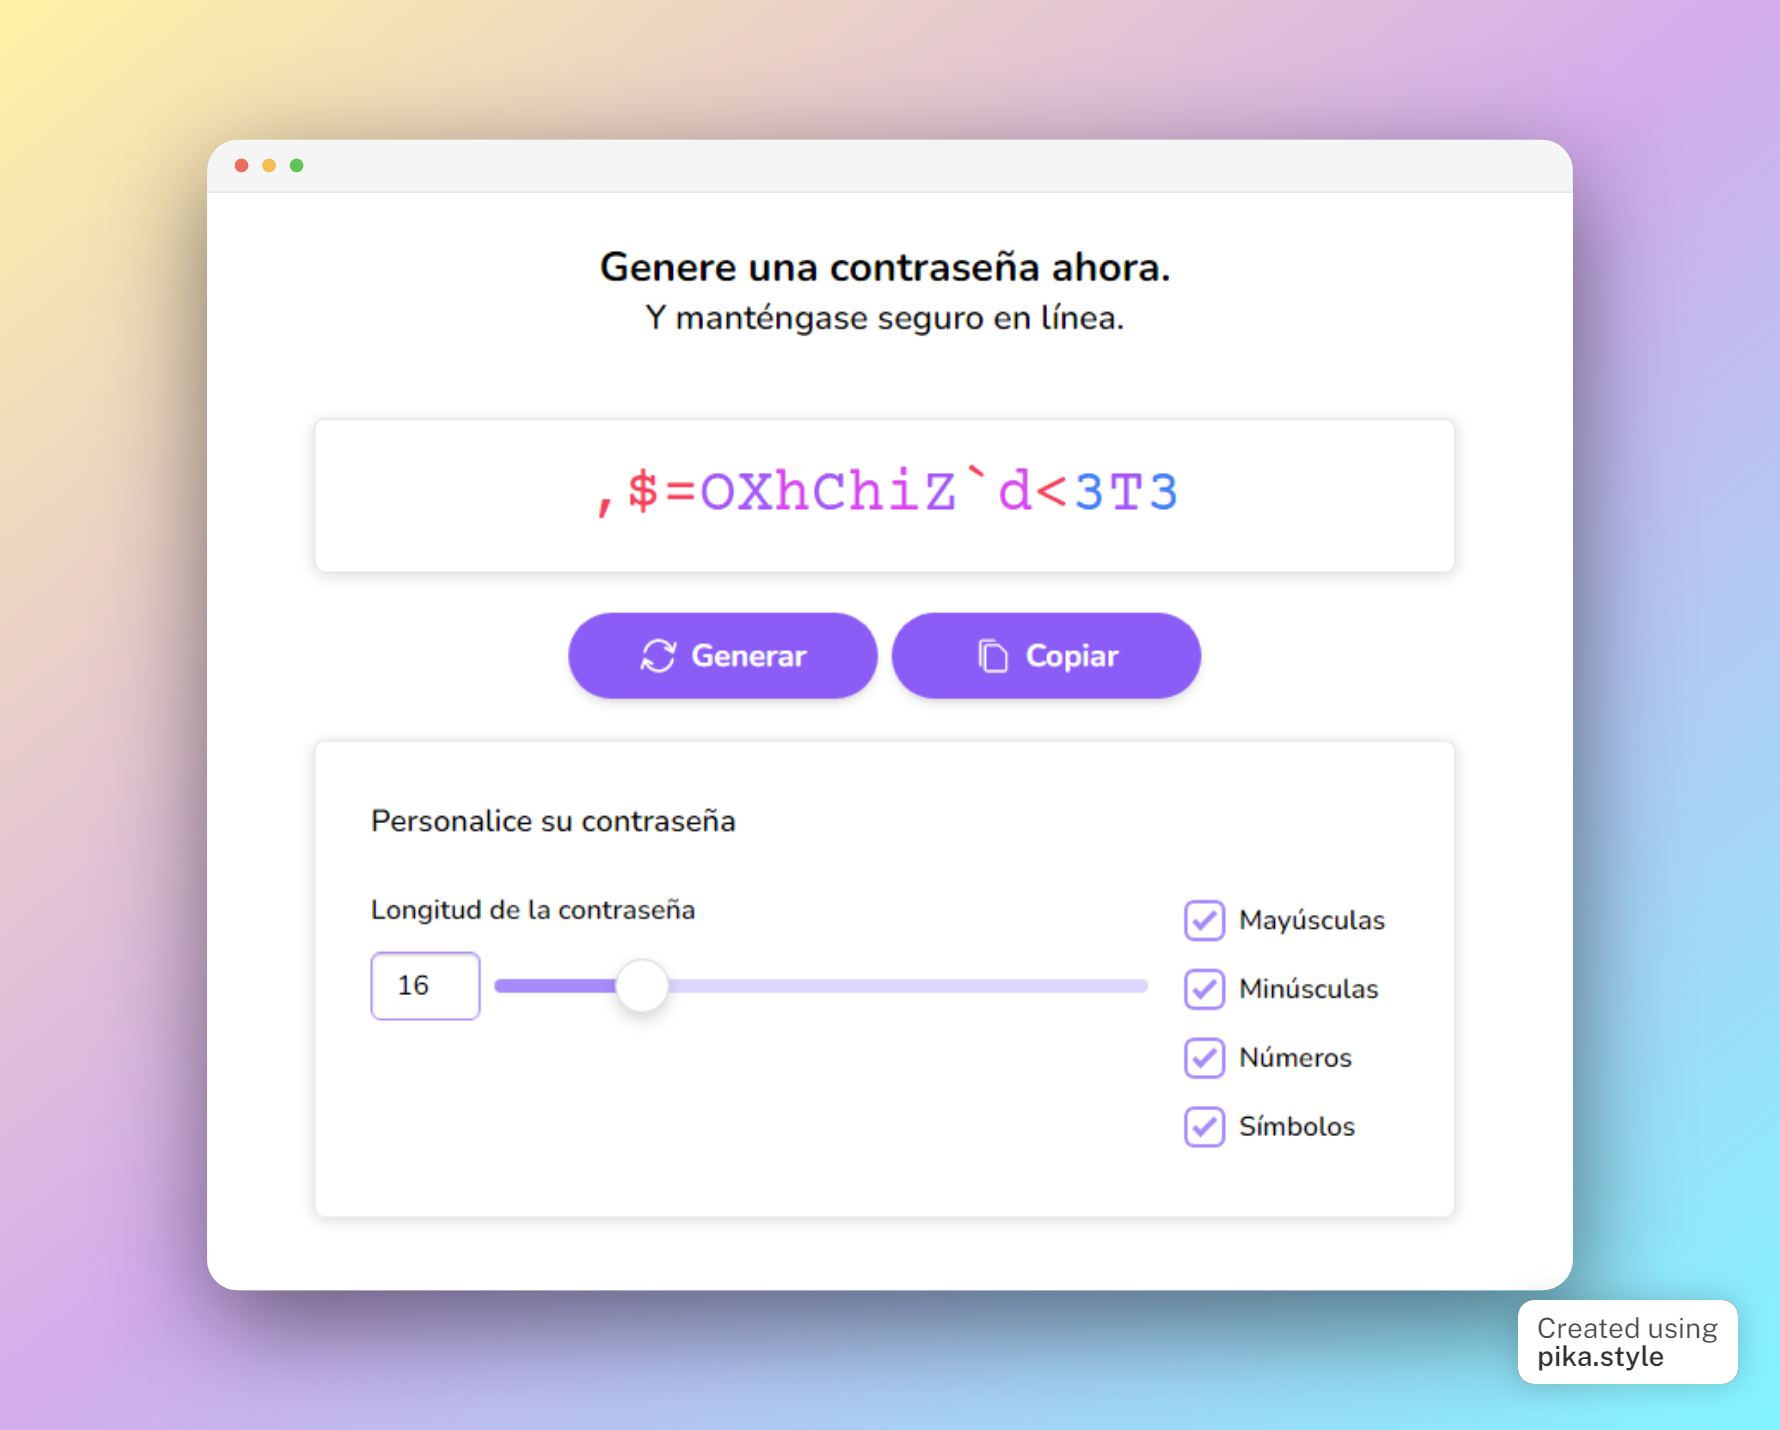 Genere una contraseña ahora.
Y manténgase seguro en línea.
,$=OXhChiZ`d<3T3
Generar
Copiar
Personalice su contraseña
Longitud de la contraseña
16
Mayúsculas
Minúsculas
Números
Símbolos
Created using
pika.style